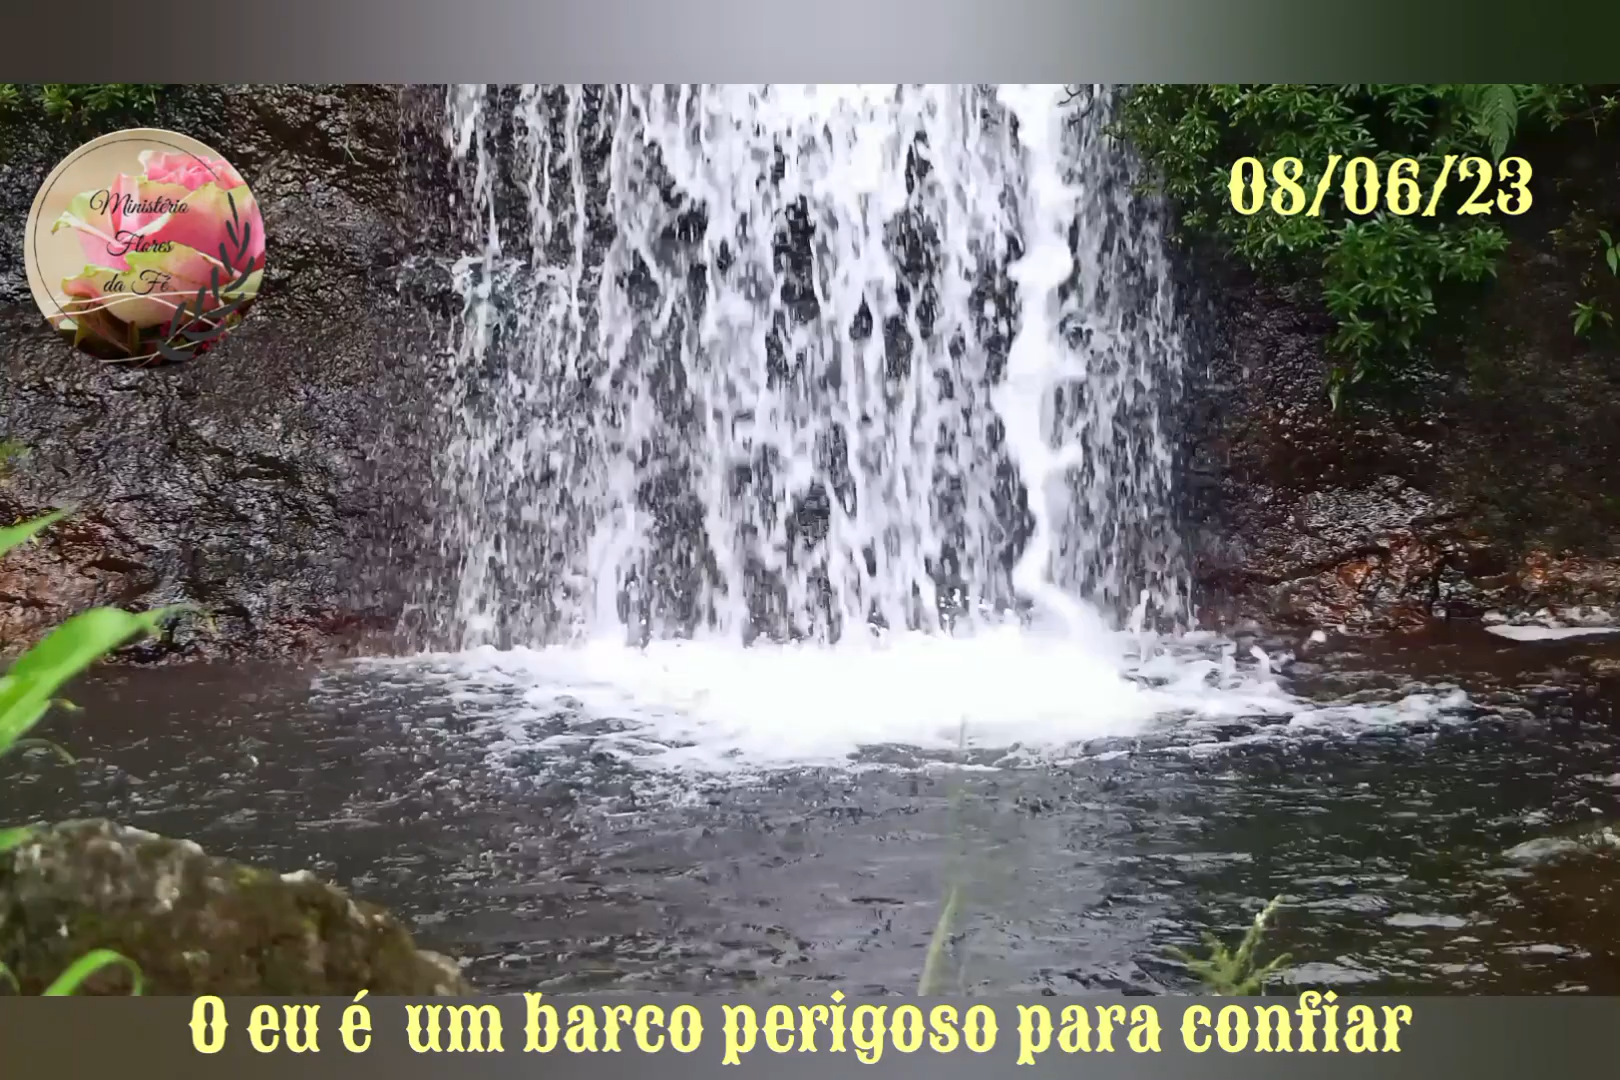 Ministério
Flores
da Fé
08/06/23
O eu é um barco perigoso para confiar